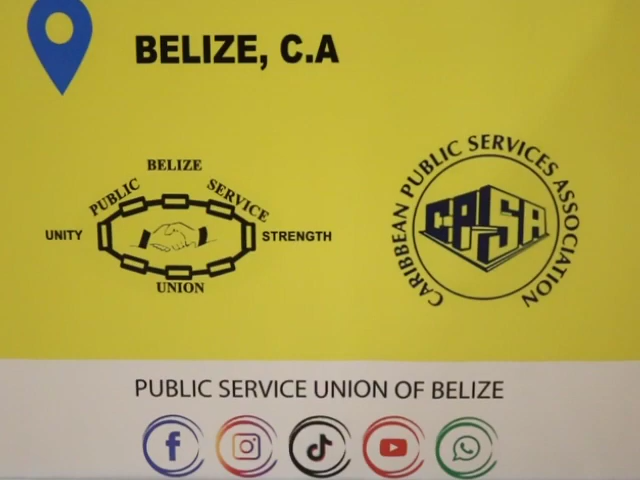 BELIZE, C.A
BELIZE
PUBLIC SERVICE
UNITY STRENGTH
UNION
CARIBBEAN PUBLIC SERVICES ASSOCIATION
CPSA
PUBLIC SERVICE UNION OF BELIZE